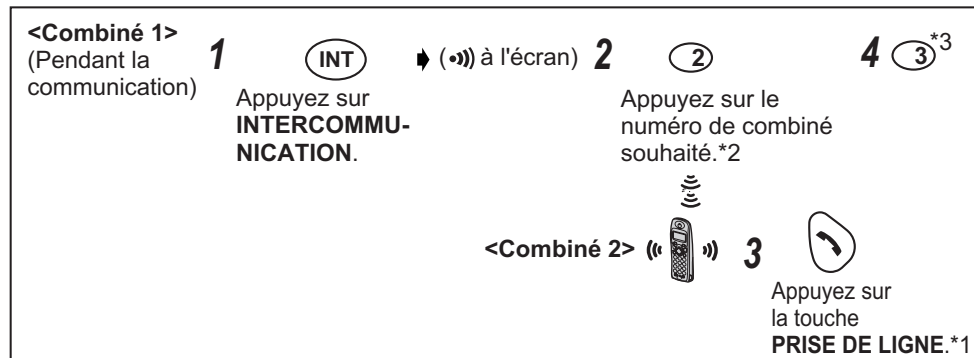 <Combiné 1>
(Pendant la
communication)
1
INT
(•))) à l'écran)
Appuyez sur
INTERCOMMU-
NICATION.
2
2
Appuyez sur le
numéro de combiné
souhaité.*2
<Combiné 2>
3
Appuyez sur
la touche
PRISE DE LIGNE.*1
4
3 *3